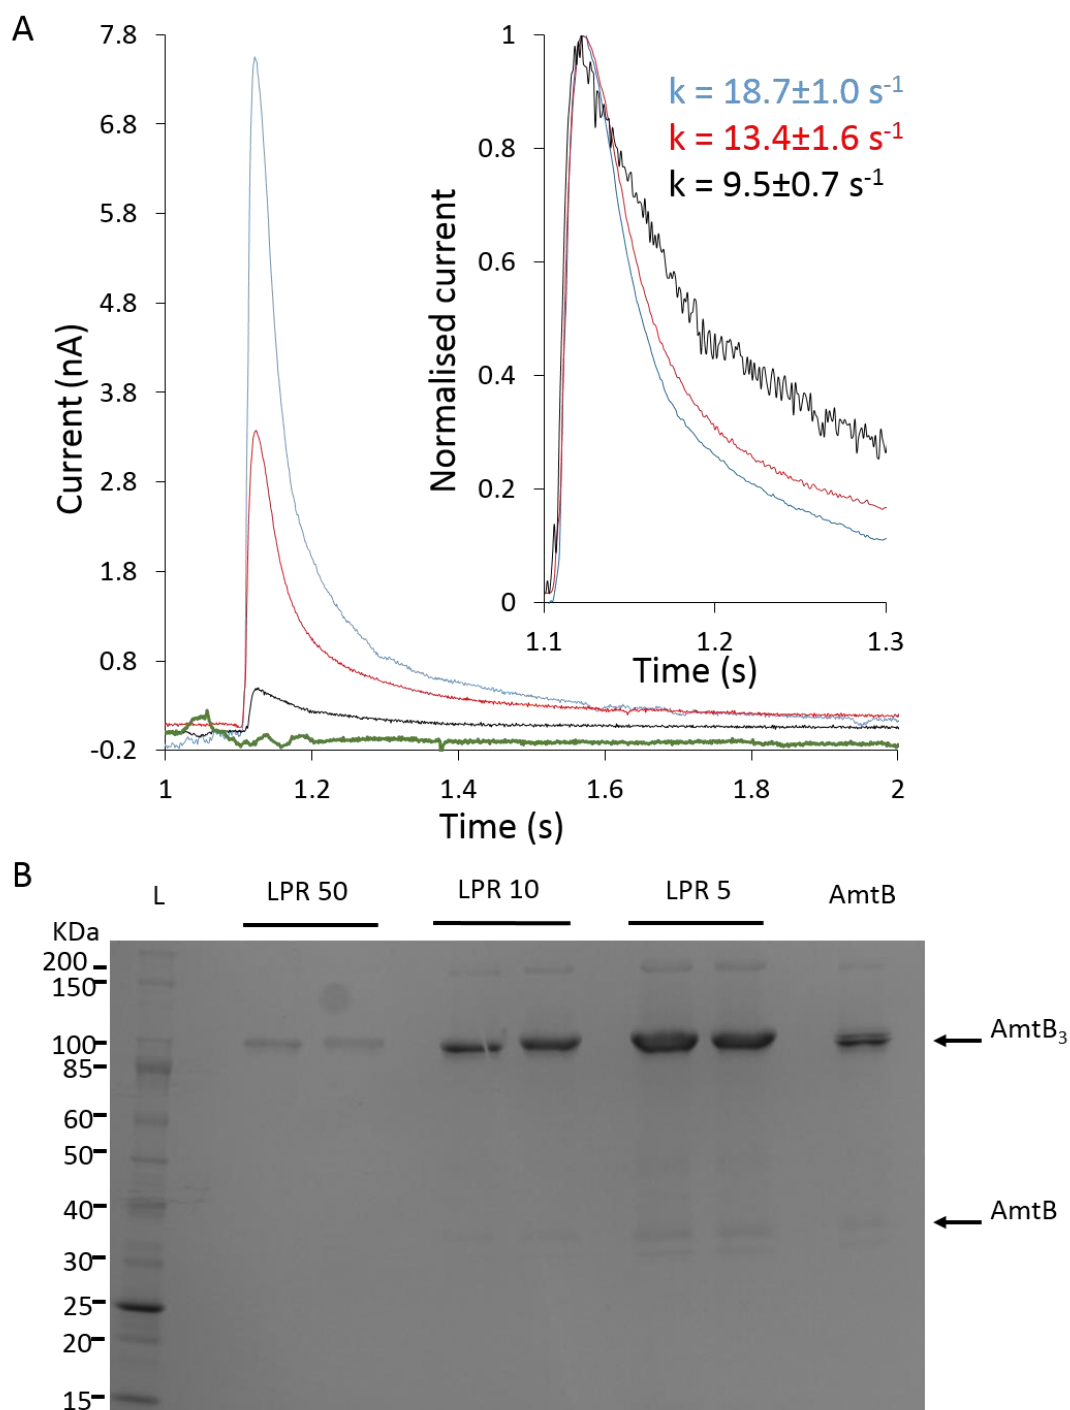 A
7.8
6.8
5.8
4.8
3.8
2.8
1.8
0.8
-0.2
Current (nA)
1
1.2
1.4
1.6
1.8
2
Time (s)
1
0.8
0.6
0.4
0.2
0
Normalised current
1.1
1.2
1.3
Time (s)
k = 18.7±1.0 s⁻¹
k = 13.4±1.6 s⁻¹
k = 9.5±0.7 s⁻¹
B
L
LPR 50
LPR 10
LPR 5
AmtB
KDa
200
150
100
85
60
50
40
30
25
20
15
AmtB₃
AmtB